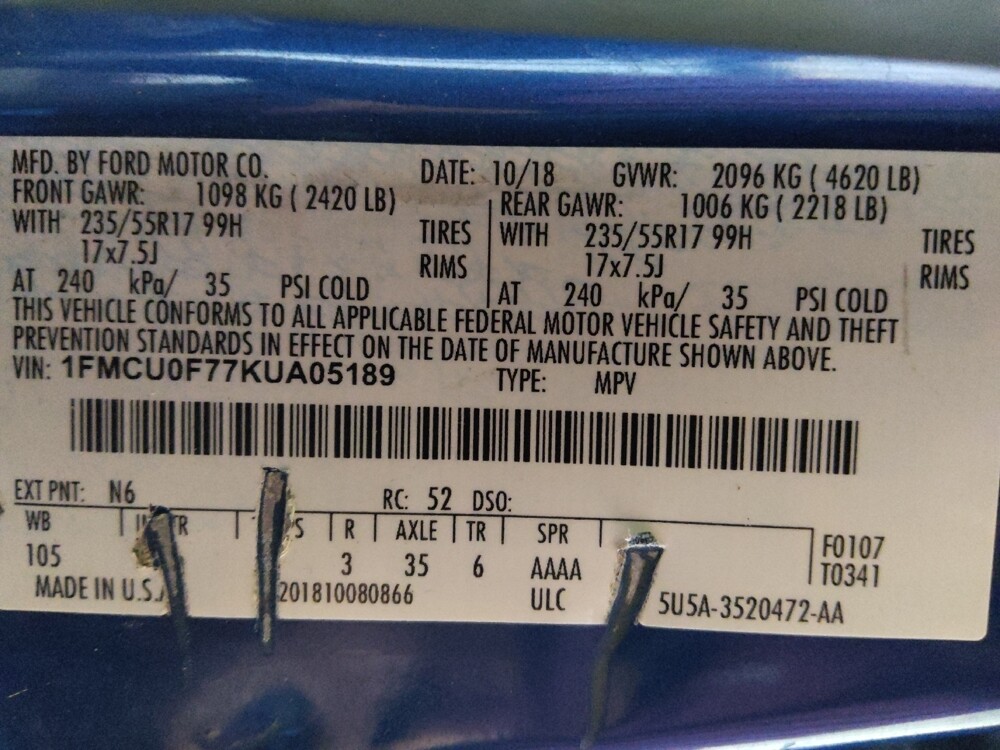 MFD. BY FORD MOTOR CO. DATE: 10/18 GVWR: 2096 KG ( 4620 LB)
FRONT GAWR: 1098 KG ( 2420 LB) REAR GAWR: 1006 KG ( 2218 LB)
WITH 235/55R17 99H TIRES WITH 235/55R17 99H TIRES
17x7.5J RIMS 17x7.5J RIMS
AT 240 kPa/ 35 PSI COLD AT 240 kPa/ 35 PSI COLD
THIS VEHICLE CONFORMS TO ALL APPLICABLE FEDERAL MOTOR VEHICLE SAFETY AND THEFT
PREVENTION STANDARDS IN EFFECT ON THE DATE OF MANUFACTURE SHOWN ABOVE.
VIN: 1FMCU0F77KUA05189 TYPE: MPV
EXT PNT: N6 RC: 52 DSO:
WB R AXLE TR SPR F0107
105 3 35 6 AAAA T0341
MADE IN U.S. 201810080866 ULC 5U5A-3520472-AA